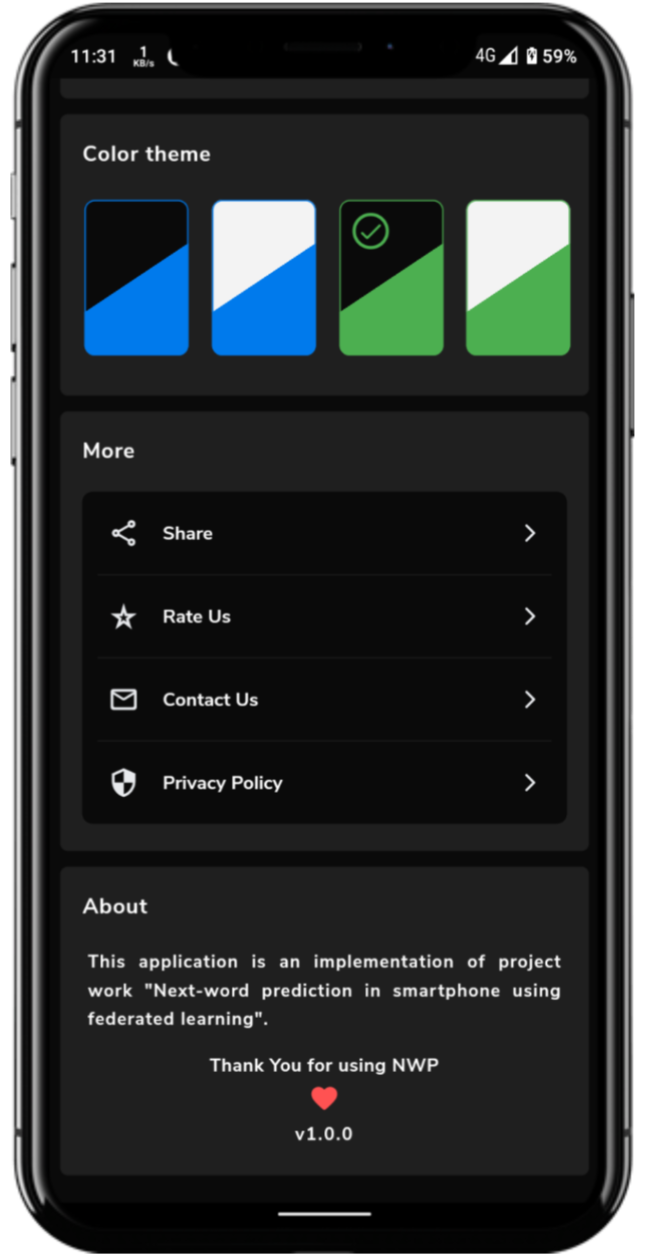 11:31 1 KB/s 4G 59%
Color theme
More
Share
Rate Us
Contact Us
Privacy Policy
About
This application is an implementation of project
work "Next-word prediction in smartphone using
federated learning".
Thank You for using NWP
v1.0.0